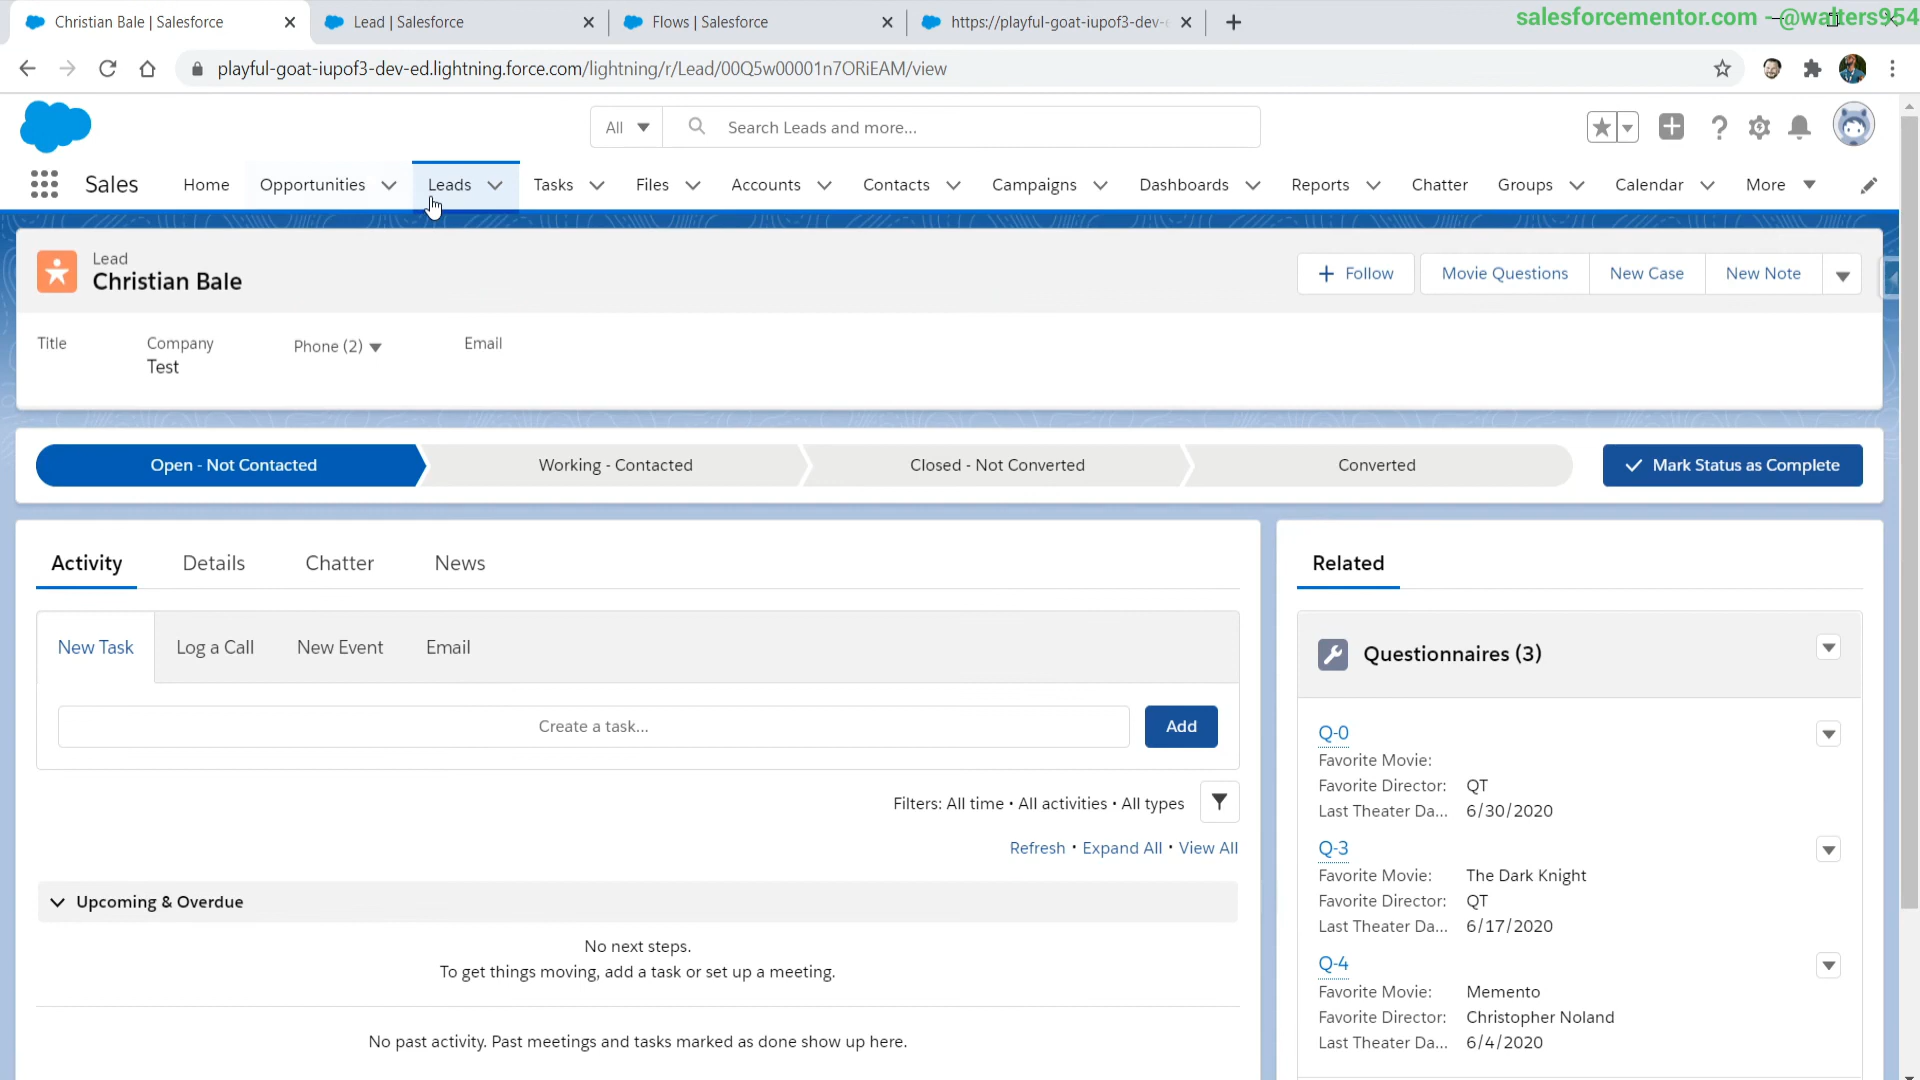 Christian Bale | Salesforce
Lead | Salesforce
Flows | Salesforce
https://playful-goat-iupof3-dev-e
salesforcementor.com - @walters954
playful-goat-iupof3-dev-ed.lightning.force.com/lightning/r/Lead/00Q5w00001n7ORiEAM/view
All
Search Leads and more...
Sales
Home
Opportunities
Leads
Tasks
Files
Accounts
Contacts
Campaigns
Dashboards
Reports
Chatter
Groups
Calendar
More
Lead
Christian Bale
Follow
Movie Questions
New Case
New Note
Title
Company
Test
Phone (2)
Email
Open - Not Contacted
Working - Contacted
Closed - Not Converted
Converted
Mark Status as Complete
Activity
Details
Chatter
News
New Task
Log a Call
New Event
Email
Create a task...
Add
Filters: All time • All activities • All types
Refresh • Expand All • View All
Upcoming & Overdue
No next steps.
To get things moving, add a task or set up a meeting.
No past activity. Past meetings and tasks marked as done show up here.
Related
Questionnaires (3)
Q-0
Favorite Movie:
Favorite Director: QT
Last Theater Da... 6/30/2020
Q-3
Favorite Movie: The Dark Knight
Favorite Director: QT
Last Theater Da... 6/17/2020
Q-4
Favorite Movie: Memento
Favorite Director: Christopher Noland
Last Theater Da... 6/4/2020